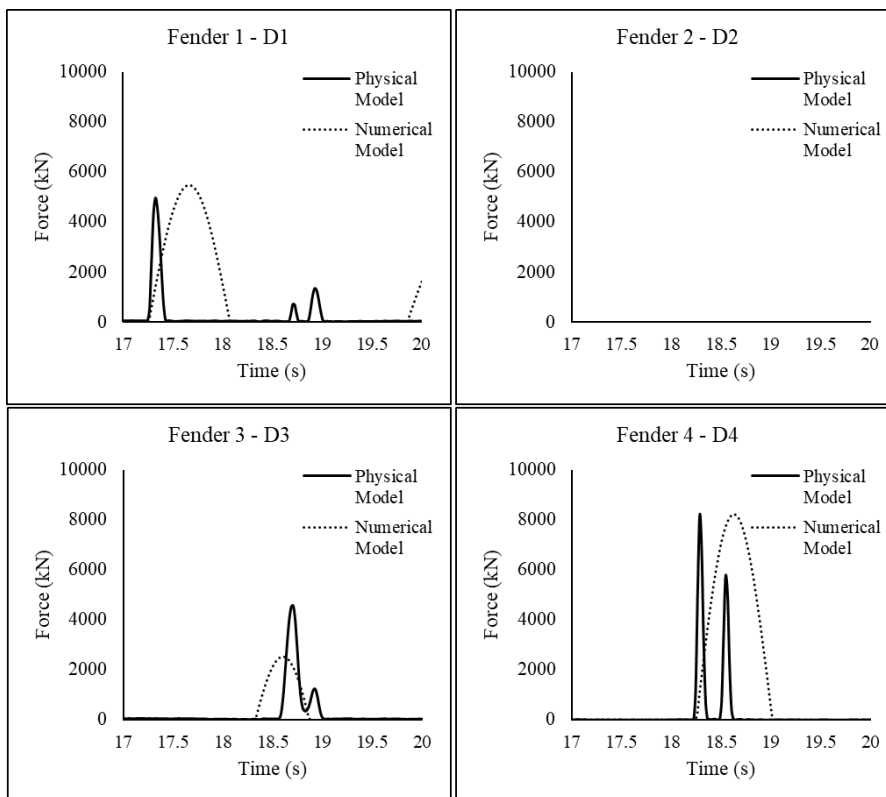 Fender 1 - D1
10000
8000
6000
4000
2000
0
Force (kN)
17 17.5 18 18.5 19 19.5 20
Time (s)
Physical
Model
Numerical
Model
Fender 2 - D2
10000
8000
6000
4000
2000
0
Force (kN)
17 17.5 18 18.5 19 19.5 20
Time (s)
Physical
Model
Numerical
Model
Fender 3 - D3
10000
8000
6000
4000
2000
0
Force (kN)
17 17.5 18 18.5 19 19.5 20
Time (s)
Physical
Model
Numerical
Model
Fender 4 - D4
10000
8000
6000
4000
2000
0
Force (kN)
17 17.5 18 18.5 19 19.5 20
Time (s)
Physical
Model
Numerical
Model